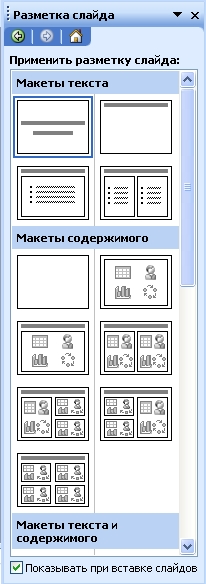 Разметка слайда
Применить разметку слайда:
Макеты текста
Макеты содержимого
Макеты текста и
содержимого
Показывать при вставке слайдов